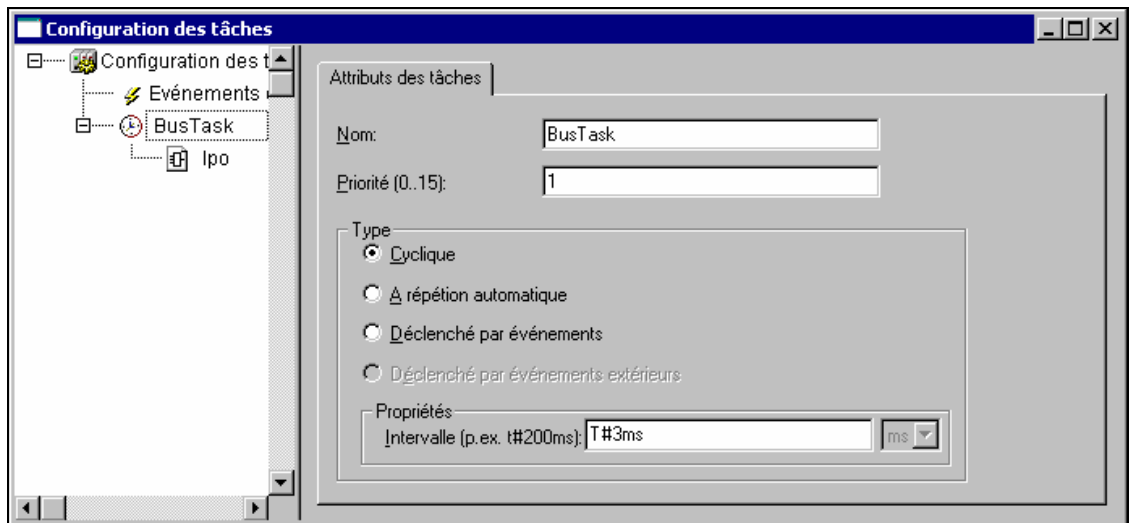 Configuration des tâches
Configuration des t
Evénements
BusTask
Ipo
Attributs des tâches
Nom: BusTask
Priorité (0..15): 1
Type
Cyclique
A répétion automatique
Déclenché par événements
Déclenché par événements extérieurs
Propriétés
Intervalle (p.ex. t#200ms): T#3ms ms